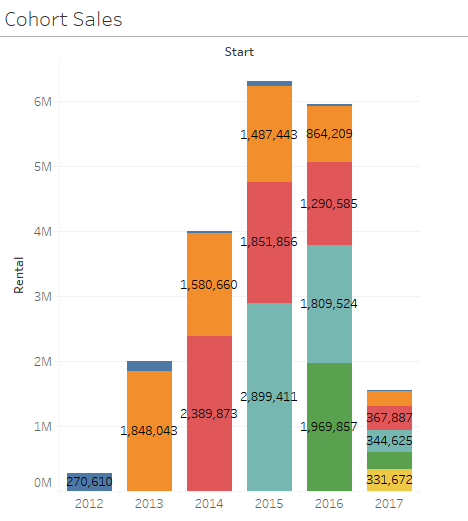 Cohort Sales
Start
Rental
6M
5M
4M
3M
2M
1M
0M
270,610
1,848,043
1,580,660
2,389,873
1,487,443
1,851,856
2,899,411
864,209
1,290,585
1,809,524
1,969,857
367,887
344,625
331,672
2012 2013 2014 2015 2016 2017